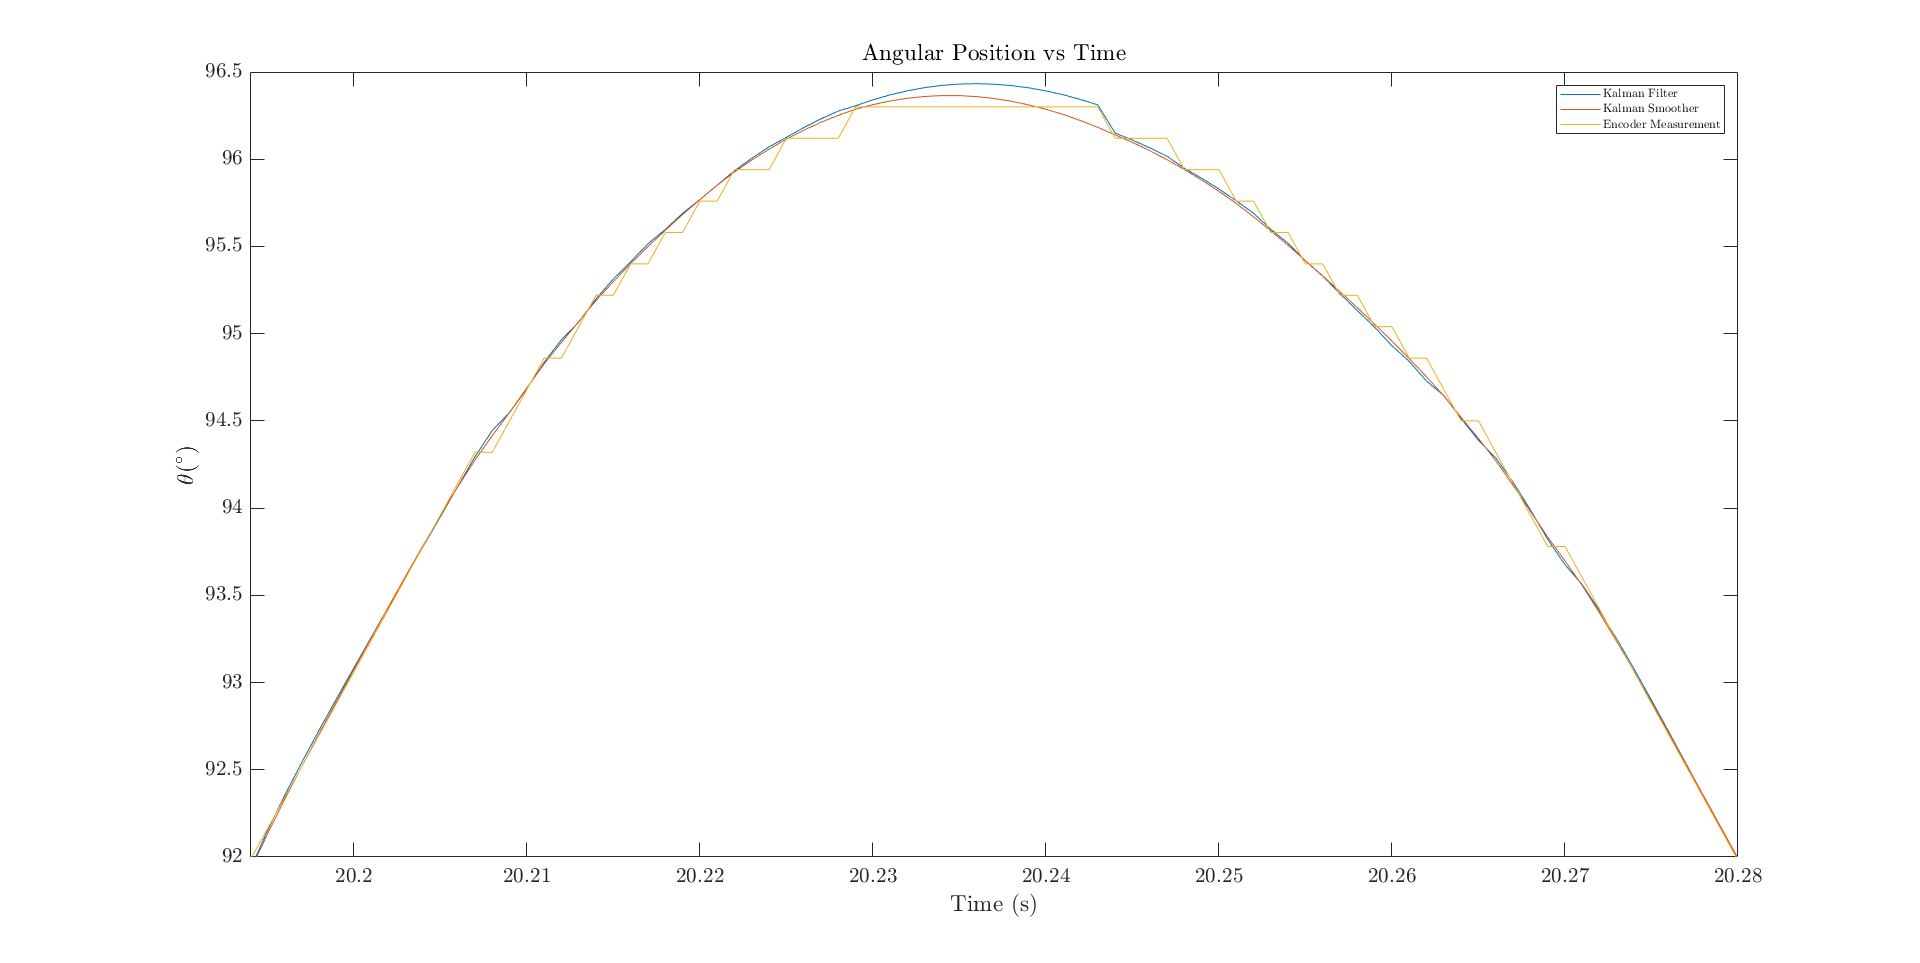 Angular Position vs Time
96.5
96
95.5
95
94.5
94
93.5
93
92.5
92
θ(°)
Kalman Filter
Kalman Smoother
Encoder Measurement
20.2 20.21 20.22 20.23 20.24 20.25 20.26 20.27 20.28
Time (s)